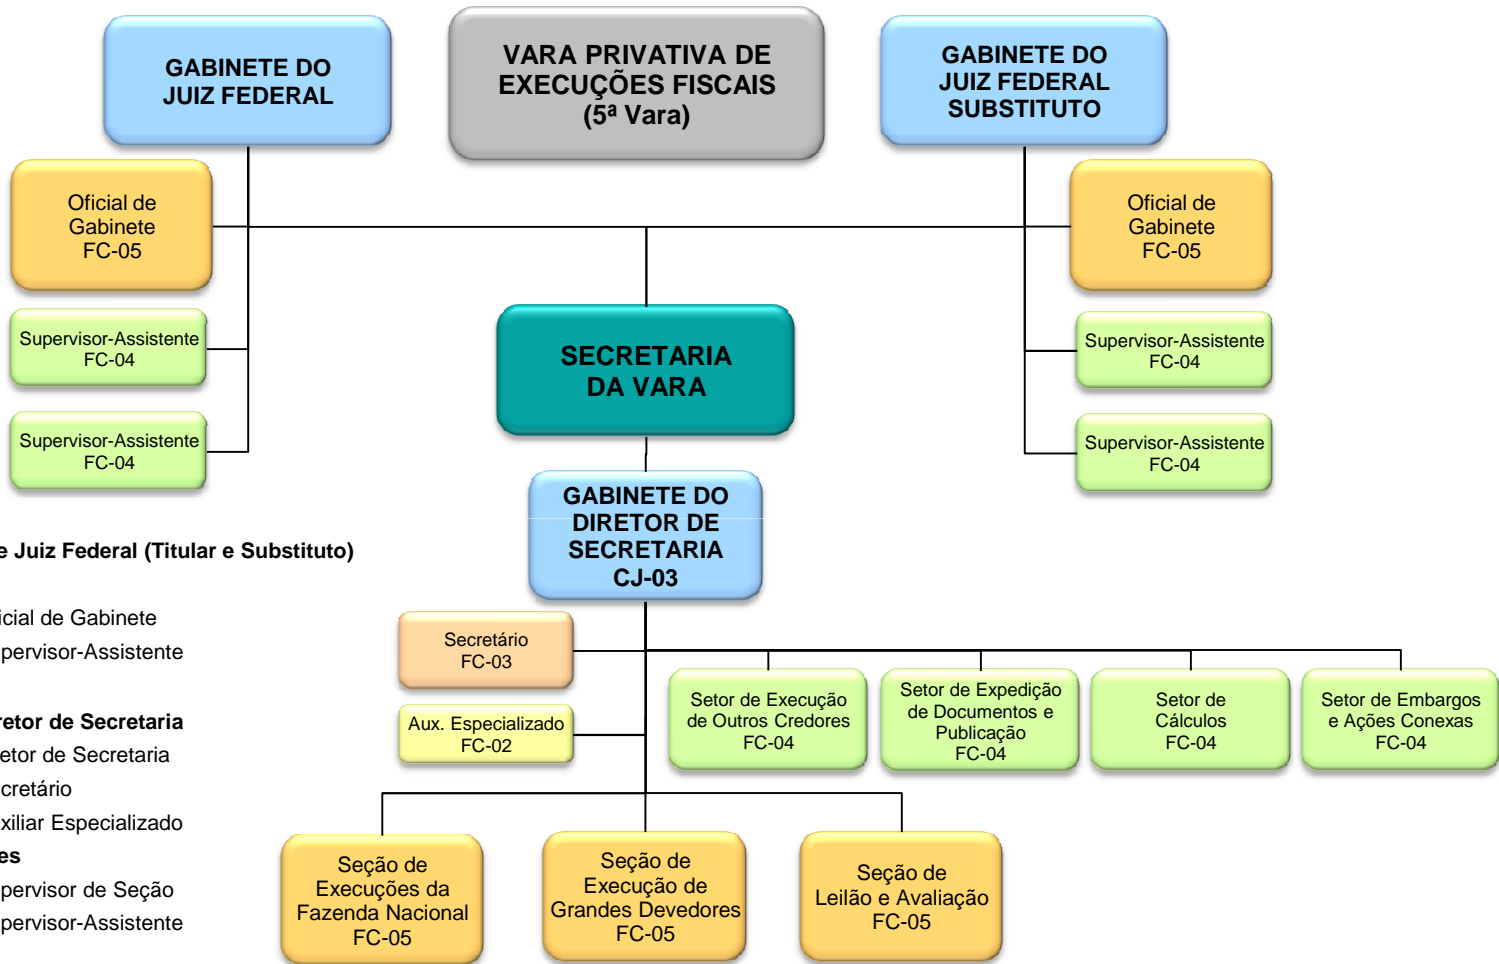 GABINETE DO
JUIZ FEDERAL
VARA PRIVATIVA DE
EXECUÇÕES FISCAIS
(5ª Vara)
GABINETE DO
JUIZ FEDERAL
SUBSTITUTO
Oficial de
Gabinete
FC-05
Oficial de
Gabinete
FC-05
Supervisor-Assistente
FC-04
Supervisor-Assistente
FC-04
SECRETARIA
DA VARA
Supervisor-Assistente
FC-04
Supervisor-Assistente
FC-04
GABINETE DO
DIRETOR DE
SECRETARIA
CJ-03
e Juiz Federal (Titular e Substituto)
icial de Gabinete
pervisor-Assistente
retor de Secretaria
etor de Secretaria
cretário
xiliar Especializado
es
pervisor de Seção
pervisor-Assistente
Secretário
FC-03
Aux. Especializado
FC-02
Setor de Execução
de Outros Credores
FC-04
Setor de Expedição
de Documentos e
Publicação
FC-04
Setor de
Cálculos
FC-04
Setor de Embargos
e Ações Conexas
FC-04
Seção de
Execuções da
Fazenda Nacional
FC-05
Seção de
Execução de
Grandes Devedores
FC-05
Seção de
Leilão e Avaliação
FC-05